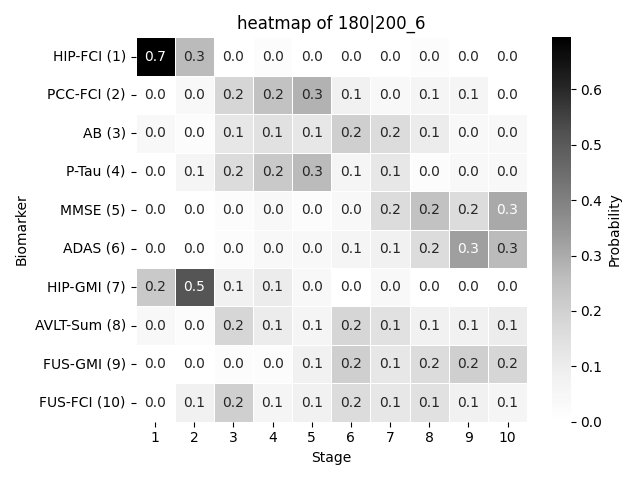 heatmap of 180|200_6
HIP-FCI (1) 0.7 0.3 0.0 0.0 0.0 0.0 0.0 0.0 0.0 0.0
PCC-FCI (2) 0.0 0.0 0.2 0.2 0.3 0.1 0.0 0.1 0.1 0.0
AB (3) 0.0 0.0 0.1 0.1 0.1 0.2 0.2 0.1 0.0 0.0
P-Tau (4) 0.0 0.1 0.2 0.2 0.3 0.1 0.1 0.0 0.0 0.0
MMSE (5) 0.0 0.0 0.0 0.0 0.0 0.0 0.2 0.2 0.2 0.3
ADAS (6) 0.0 0.0 0.0 0.0 0.0 0.1 0.1 0.2 0.3 0.3
HIP-GMI (7) 0.2 0.5 0.1 0.1 0.0 0.0 0.0 0.0 0.0 0.0
AVLT-Sum (8) 0.0 0.0 0.2 0.1 0.1 0.2 0.1 0.1 0.1 0.1
FUS-GMI (9) 0.0 0.0 0.0 0.0 0.1 0.2 0.1 0.2 0.2 0.2
FUS-FCI (10) 0.0 0.1 0.2 0.1 0.1 0.2 0.1 0.1 0.1 0.1
1 2 3 4 5 6 7 8 9 10
Stage
Biomarker
0.6
0.5
0.4
0.3
0.2
0.1
0.0
Probability